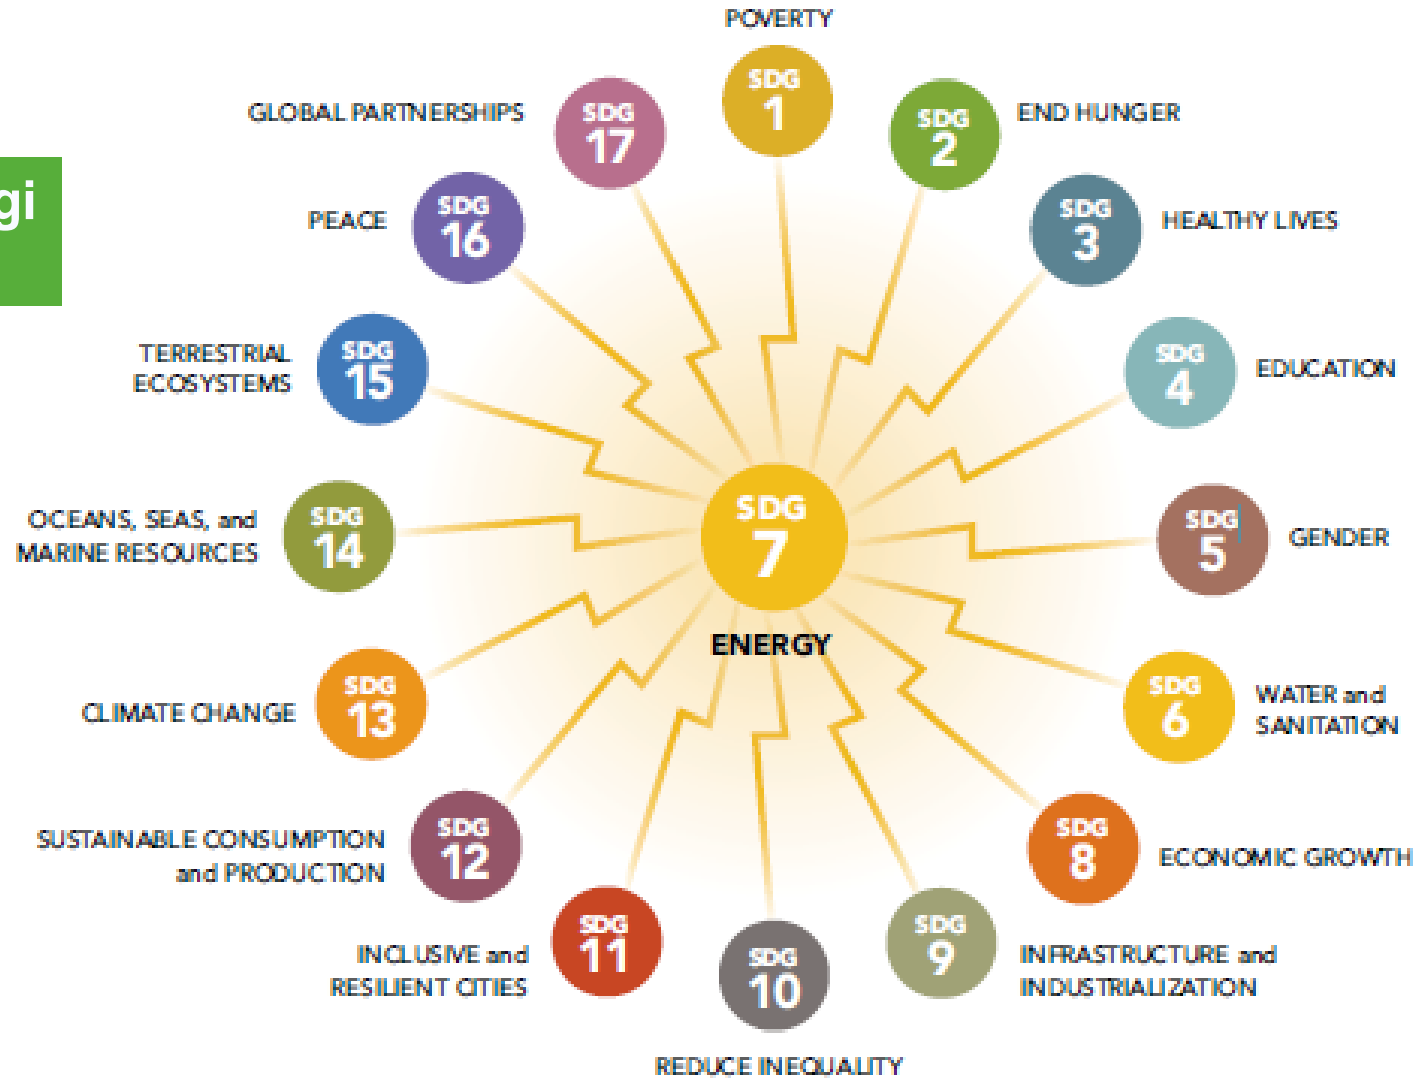 POVERTY
SDG
1
GLOBAL PARTNERSHIPS
SDG
17
SDG
2
END HUNGER
gi
PEACE
SDG
16
SDG
3
HEALTHY LIVES
TERRESTRIAL
ECOSYSTEMS
SDG
15
SDG
4
EDUCATION
OCEANS, SEAS, and
MARINE RESOURCES
SDG
14
SDG
7
ENERGY
SDG
5
GENDER
CLIMATE CHANGE
SDG
13
SDG
6
WATER and
SANITATION
SUSTAINABLE CONSUMPTION
and PRODUCTION
SDG
12
SDG
8
ECONOMIC GROWTH
INCLUSIVE and
RESILIENT CITIES
SDG
11
SDG
10
REDUCE INEQUALITY
SDG
9
INFRASTRUCTURE and
INDUSTRIALIZATION